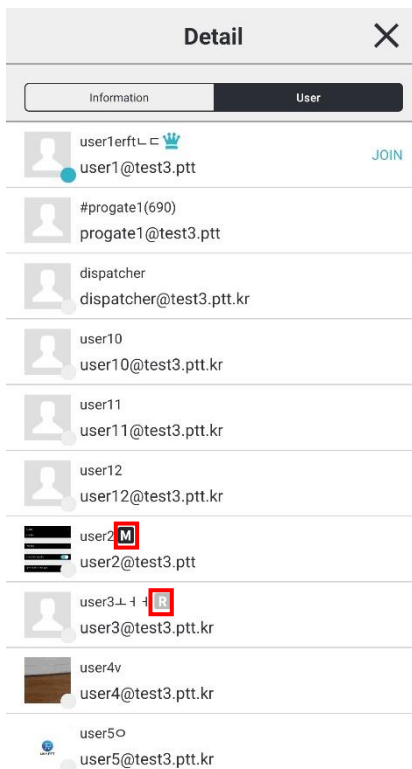 Detail
Information User
user1erftㄴㄷ
user1@test3.ptt
JOIN
#progate1(690)
progate1@test3.ptt
dispatcher
dispatcher@test3.ptt.kr
user10
user10@test3.ptt.kr
user11
user11@test3.ptt.kr
user12
user12@test3.ptt.kr
user2 M
user2@test3.ptt
user3ㅗㅓㅓ R
user3@test3.ptt.kr
user4v
user4@test3.ptt.kr
user5ㅇ
user5@test3.ptt.kr